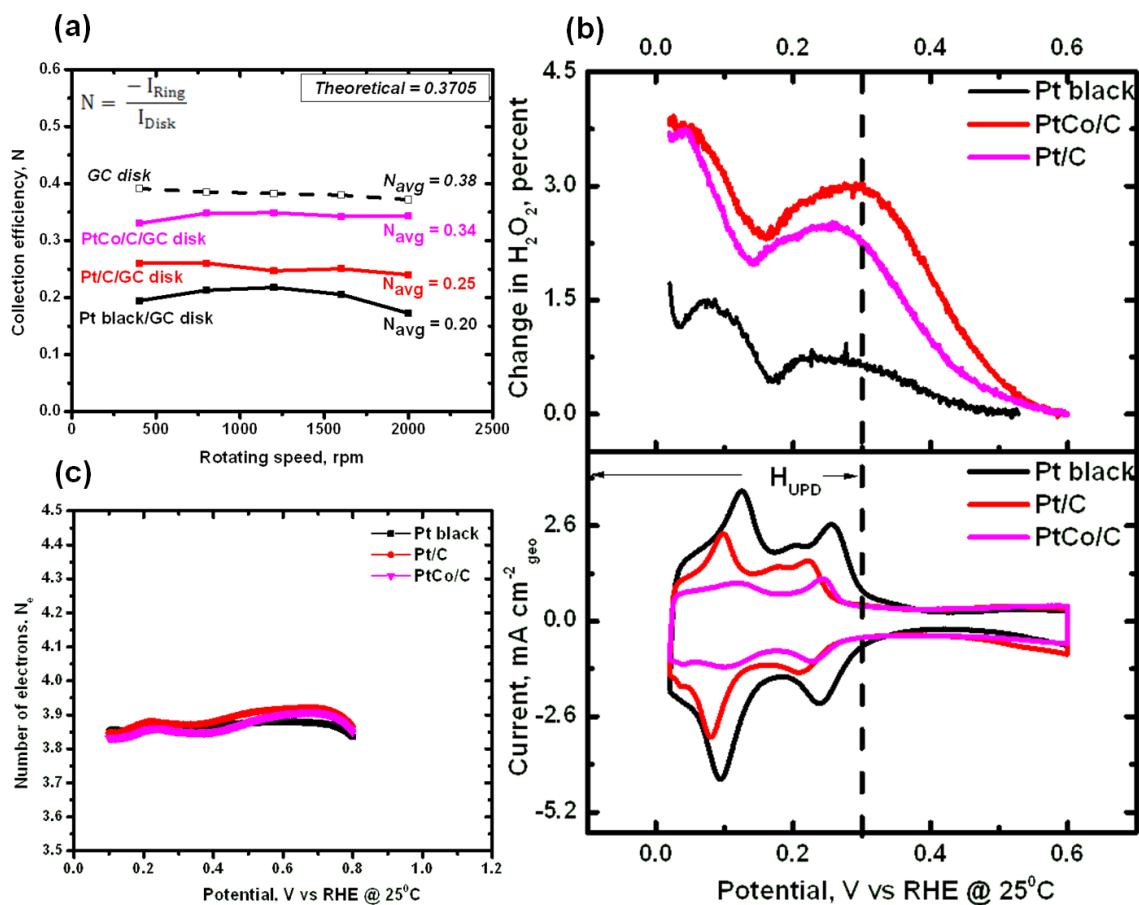 (a)
0.6
0.5
0.4
0.3
0.2
0.1
0.0
Collection efficiency, N
N = − I_Ring / I_Disk
Theoretical = 0.3705
GC disk
N_avg = 0.38
PtCo/C/GC disk
N_avg = 0.34
Pt/C/GC disk
N_avg = 0.25
Pt black/GC disk
N_avg = 0.20
0 500 1000 1500 2000 2500
Rotating speed, rpm
(b)
0.0 0.2 0.4 0.6
4.5
3.0
1.5
0.0
Change in H₂O₂, percent
Pt black
PtCo/C
Pt/C
H_UPD
Pt black
Pt/C
PtCo/C
2.6
0.0
-2.6
-5.2
Current, mA cm⁻²_geo
0.0 0.2 0.4 0.6
Potential, V vs RHE @ 25⁰C
(c)
4.5
4.4
4.3
4.2
4.1
4.0
3.9
3.8
3.7
3.6
3.5
Number of electrons, N_e
Pt black
Pt/C
PtCo/C
0.0 0.2 0.4 0.6 0.8 1.0 1.2
Potential, V vs RHE @ 25⁰C